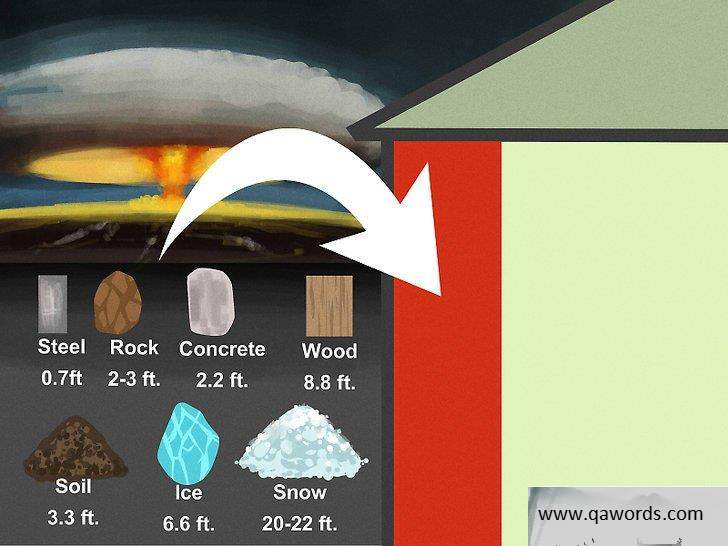 Steel Rock Concrete Wood
0.7ft 2-3 ft. 2.2 ft. 8.8 ft.
Soil Ice Snow
3.3 ft. 6.6 ft. 20-22 ft.
www.qawords.com